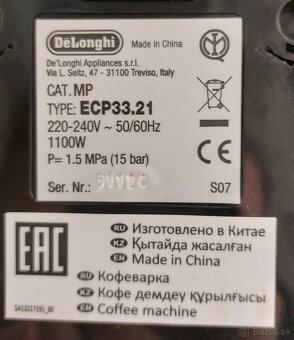 DeLonghi
Made in China
De'Longhi Appliances s.r.l.
Via L. Seitz, 47 - 31100 Treviso, Italy
CAT. MP
TYPE: ECP33.21
220-240V ~ 50/60Hz
1100W
P= 1.5 MPa (15 bar)
Ser. Nr.:
S07
EAC
RU Изготовлено в Китае
KZ Қытайда жасалған
EN Made in China
RU Кофеварка
KZ Кофе демдеу құрылғысы
EN Coffee machine
5413217191_00
Bazos.sk